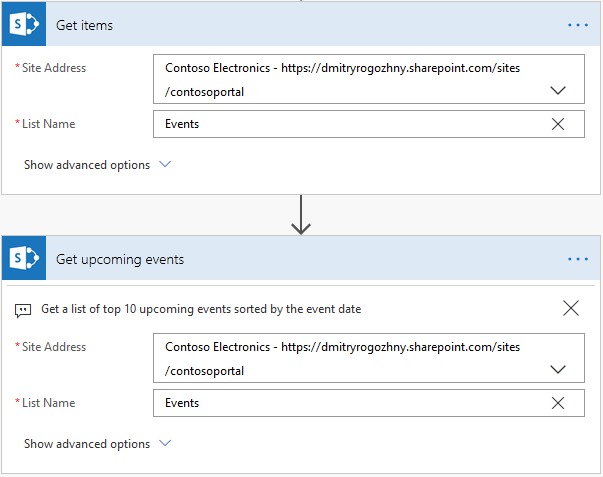 Get items
* Site Address
Contoso Electronics - https://dmitryrogozhny.sharepoint.com/sites
/contosoportal
* List Name
Events
Show advanced options
Get upcoming events
Get a list of top 10 upcoming events sorted by the event date
* Site Address
Contoso Electronics - https://dmitryrogozhny.sharepoint.com/sites
/contosoportal
* List Name
Events
Show advanced options